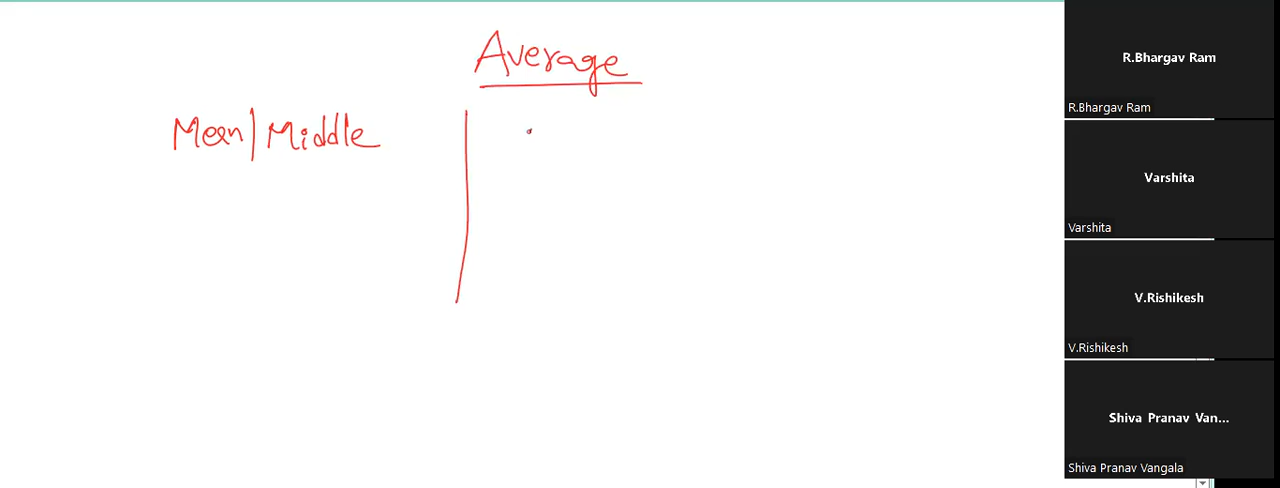 Average
Mean | Middle
R.Bhargav Ram
R.Bhargav Ram
Varshita
Varshita
V.Rishikesh
V.Rishikesh
Shiva Pranav Van...
Shiva Pranav Vangala